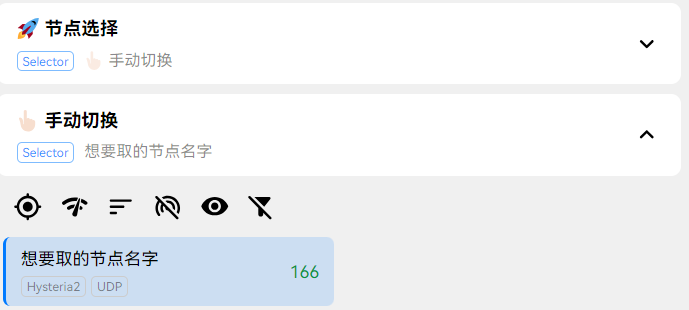 🚀 节点选择
Selector 👆🏻 手动切换
👆🏻 手动切换
Selector 想要取的节点名字
想要取的节点名字
166
Hysteria2 UDP